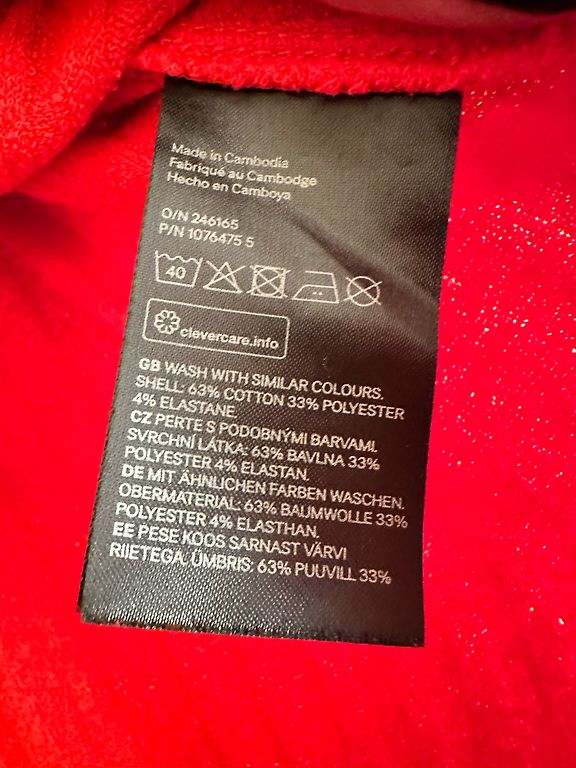 Made in Cambodia
Fabriqué au Cambodge
Hecho en Camboya
O/N 246165
P/N 1076475 5
40
clevercare.info
GB WASH WITH SIMILAR COLOURS.
SHELL: 63% COTTON 33% POLYESTER
4% ELASTANE.
CZ PERTE S PODOBNÝMI BARVAMI.
SVRCHNÍ LÁTKA: 63% BAVLNA 33%
POLYESTER 4% ELASTAN.
DE MIT ÄHNLICHEN FARBEN WASCHEN.
OBERMATERIAL: 63% BAUMWOLLE 33%
POLYESTER 4% ELASTHAN.
EE PESE KOOS SARNAST VÄRVI
RIIETEGA. ÜMBRIS: 63% PUUVILL 33%